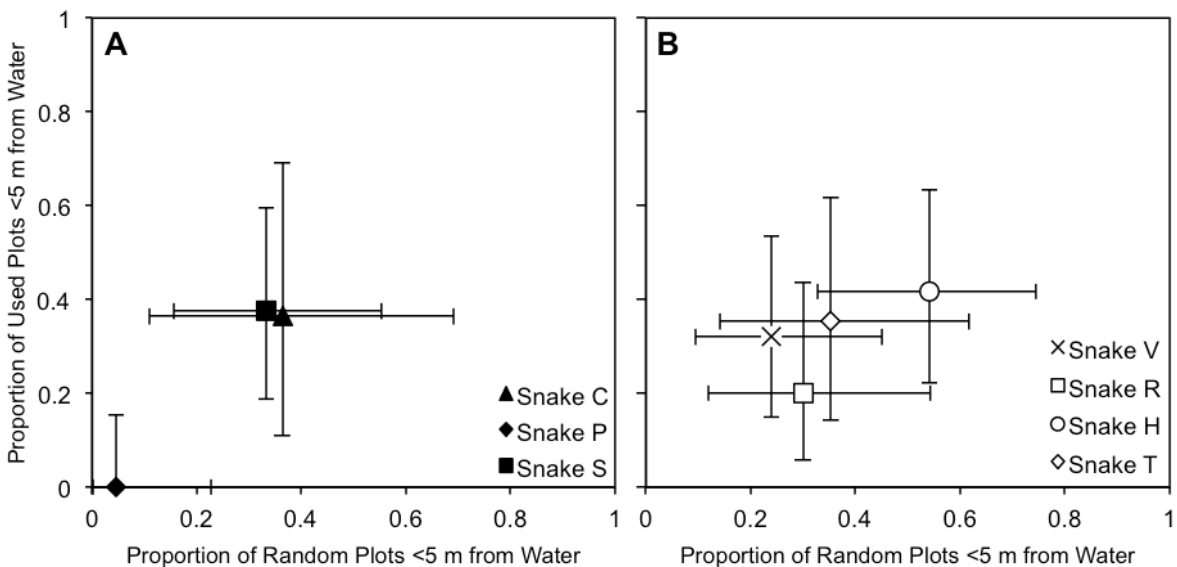 A
Proportion of Used Plots <5 m from Water
1
0.8
0.6
0.4
0.2
0
Snake C
Snake P
Snake S
0 0.2 0.4 0.6 0.8 1
Proportion of Random Plots <5 m from Water
B
Snake V
Snake R
Snake H
Snake T
0 0.2 0.4 0.6 0.8 1
Proportion of Random Plots <5 m from Water